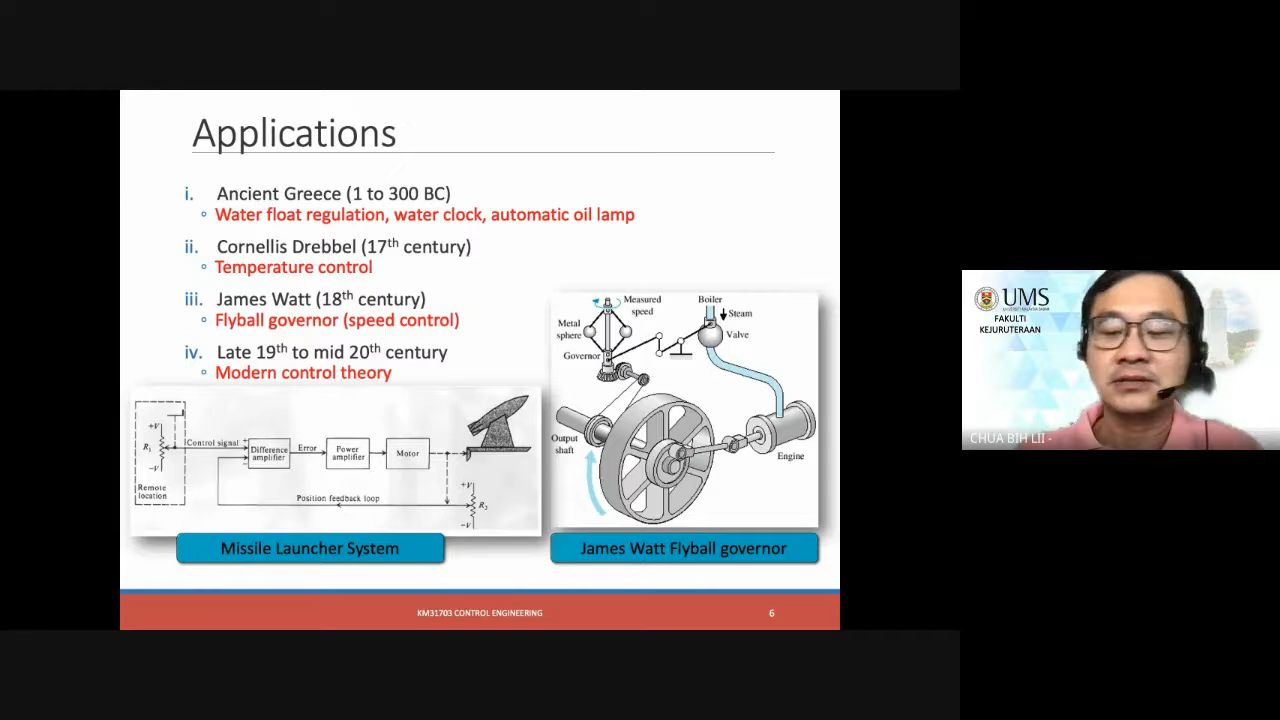 Applications
i. Ancient Greece (1 to 300 BC)
◦ Water float regulation, water clock, automatic oil lamp
ii. Cornellis Drebbel (17th century)
◦ Temperature control
iii. James Watt (18th century)
◦ Flyball governor (speed control)
iv. Late 19th to mid 20th century
◦ Modern control theory
+V
R1
−V
Remote
location
Control signal
+
−
Difference
amplifier
Error
Power
amplifier
Motor
Position feedback loop
+V
R2
−V
Missile Launcher System
Measured
speed
Boiler
Steam
Metal
sphere
Valve
Governor
Output
shaft
Engine
James Watt Flyball governor
KM31703 CONTROL ENGINEERING
6
UMS
FAKULTI
KEJURUTERAAN
CHUA BIH LII -